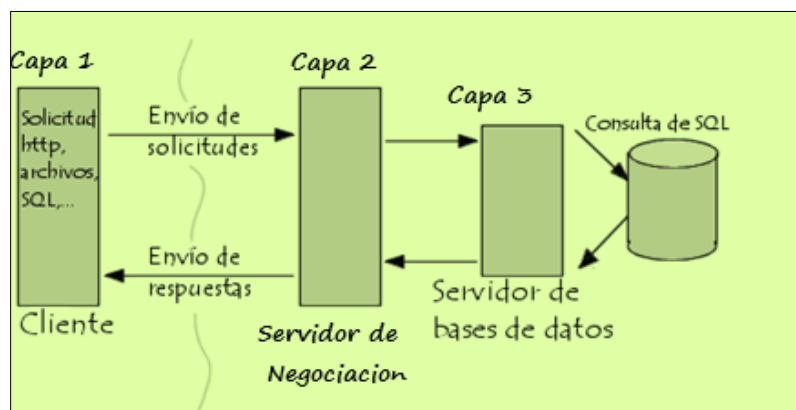 Capa 1
Solicitud
http,
archivos,
SQL,...
Cliente
Envío de
solicitudes
Envío de
respuestas
Capa 2
Servidor de
Negociacion
Capa 3
Servidor de
bases de datos
Consulta de SQL